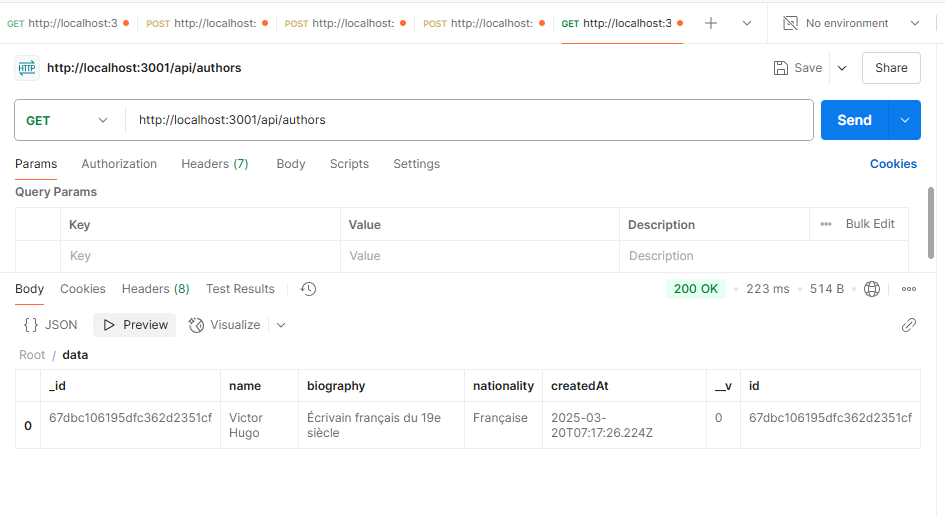 GET http://localhost:3 POST http://localhost: POST http://localhost: POST http://localhost: GET http://localhost:3 No environment
HTTP http://localhost:3001/api/authors Save Share
GET http://localhost:3001/api/authors Send
Params Authorization Headers (7) Body Scripts Settings Cookies
Query Params
Key Value Description ••• Bulk Edit
Key Value Description
Body Cookies Headers (8) Test Results 200 OK • 223 ms • 514 B •
{} JSON Preview Visualize
Root / data
_id name biography nationality createdAt __v id
0 67dbc106195dfc362d2351cf Victor Hugo Écrivain français du 19e siècle Française 2025-03-20T07:17:26.224Z 0 67dbc106195dfc362d2351cf